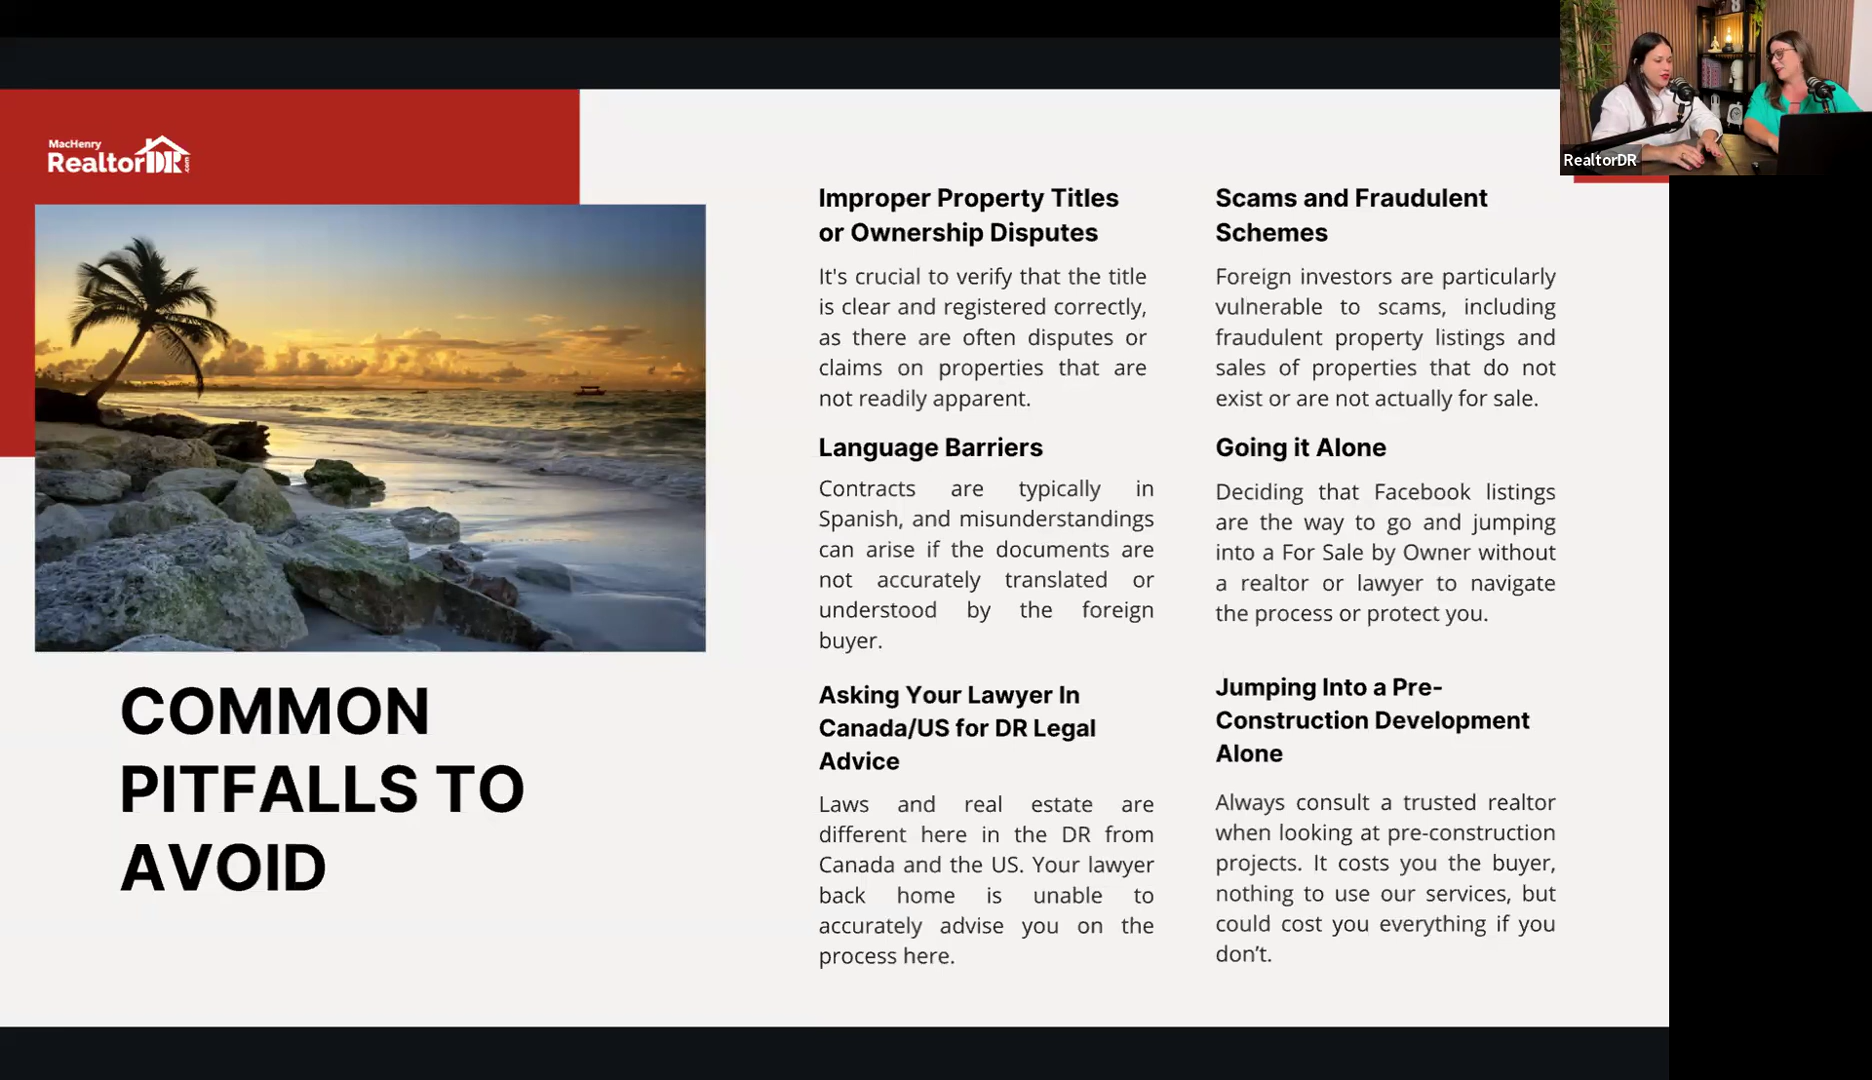 MacHenry
RealtorDR.com
COMMON
PITFALLS TO
AVOID
Improper Property Titles
or Ownership Disputes
It's crucial to verify that the title
is clear and registered correctly,
as there are often disputes or
claims on properties that are
not readily apparent.
Language Barriers
Contracts are typically in
Spanish, and misunderstandings
can arise if the documents are
not accurately translated or
understood by the foreign
buyer.
Asking Your Lawyer In
Canada/US for DR Legal
Advice
Laws and real estate are
different here in the DR from
Canada and the US. Your lawyer
back home is unable to
accurately advise you on the
process here.
Scams and Fraudulent
Schemes
Foreign investors are particularly
vulnerable to scams, including
fraudulent property listings and
sales of properties that do not
exist or are not actually for sale.
Going it Alone
Deciding that Facebook listings
are the way to go and jumping
into a For Sale by Owner without
a realtor or lawyer to navigate
the process or protect you.
Jumping Into a Pre-
Construction Development
Alone
Always consult a trusted realtor
when looking at pre-construction
projects. It costs you the buyer,
nothing to use our services, but
could cost you everything if you
don’t.
RealtorDR